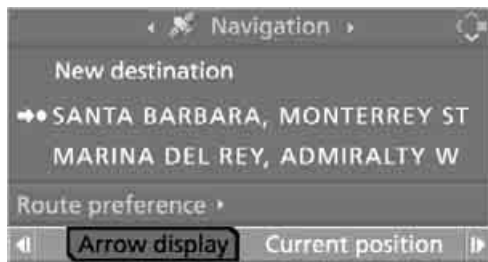 Navigation
New destination
SANTA BARBARA, MONTERREY ST
MARINA DEL REY, ADMIRALTY W
Route preference
Arrow display Current position